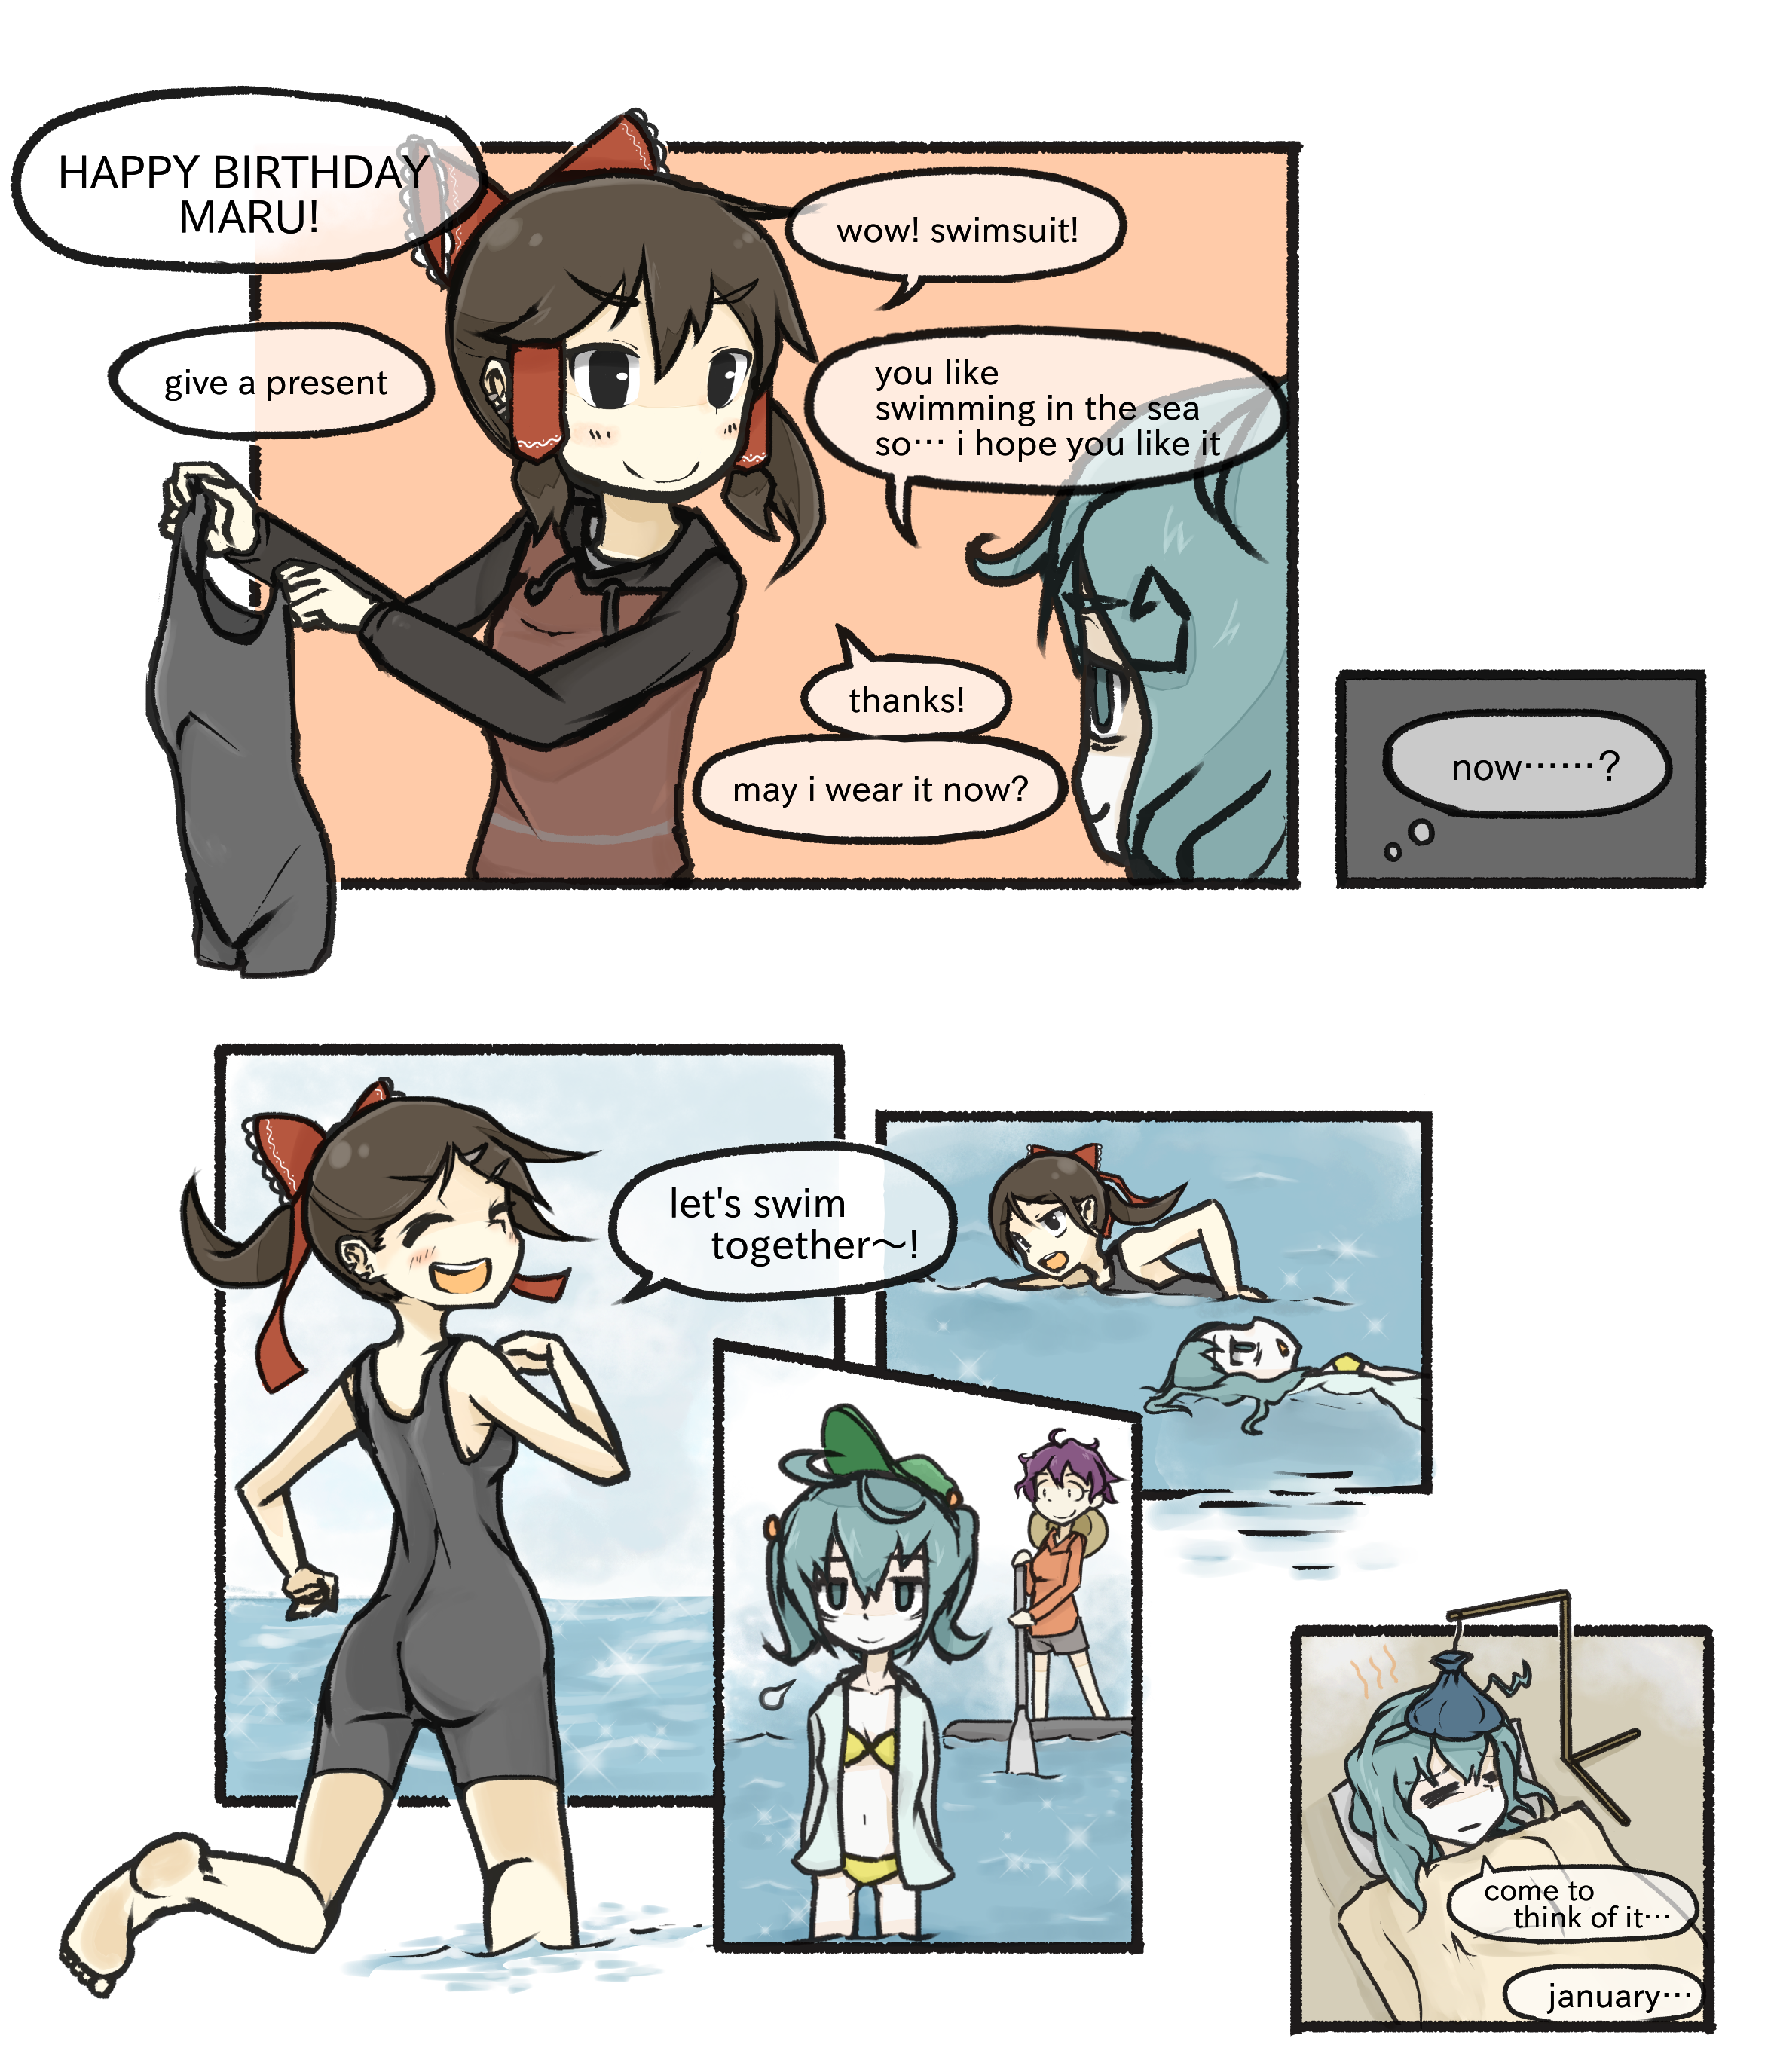 HAPPY BIRTHDAY
MARU!
give a present
wow! swimsuit!
you like
swimming in the sea
so… i hope you like it
thanks!
may i wear it now?
now……?
let's swim
together～!
come to
think of it…
january…